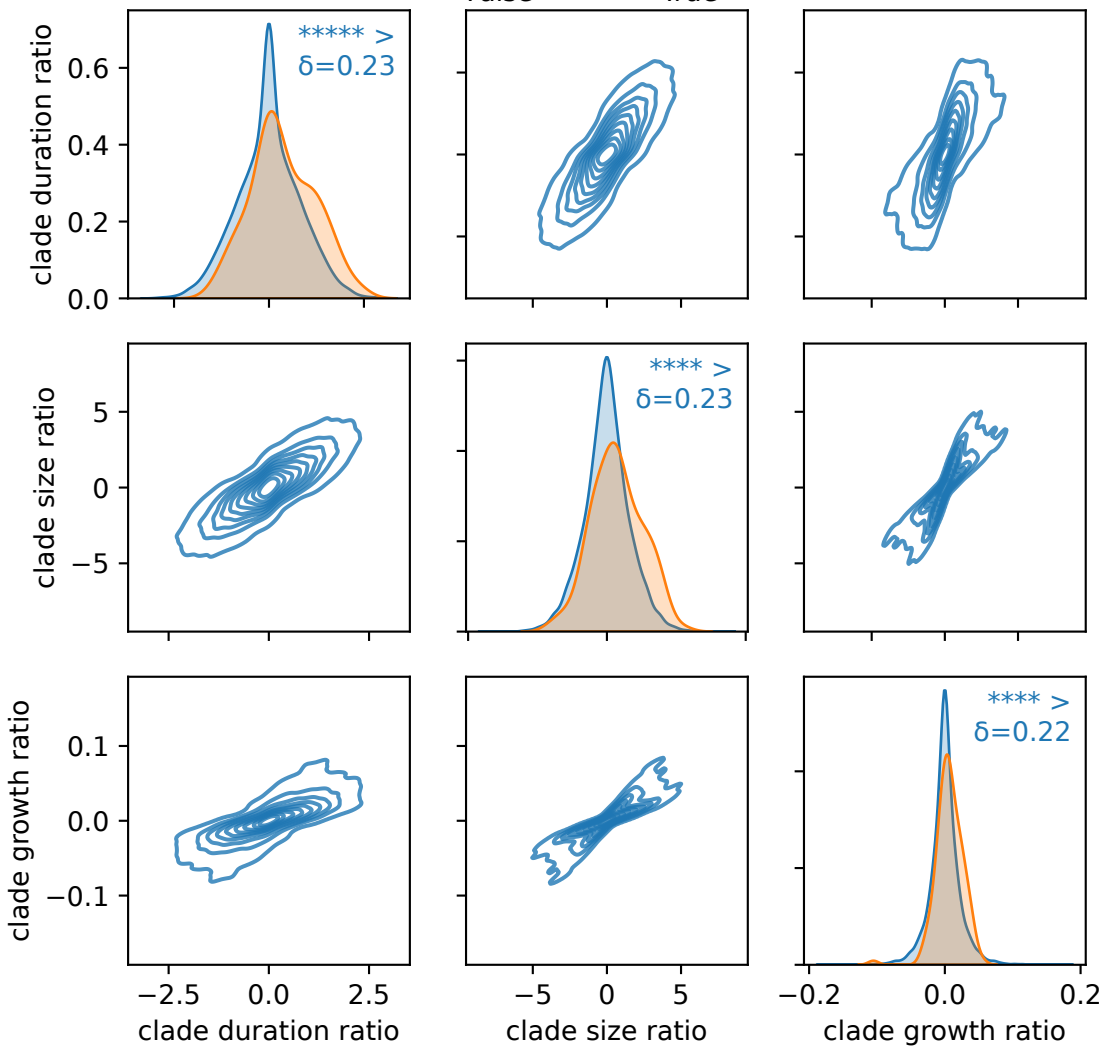 ***** >
δ=0.23
clade duration ratio
0.6
0.4
0.2
0.0
**** >
δ=0.23
clade size ratio
5
0
−5
**** >
δ=0.22
clade growth ratio
0.1
0.0
−0.1
−2.5 0.0 2.5
−5 0 5
−0.2 0.0 0.2
clade duration ratio
clade size ratio
clade growth ratio